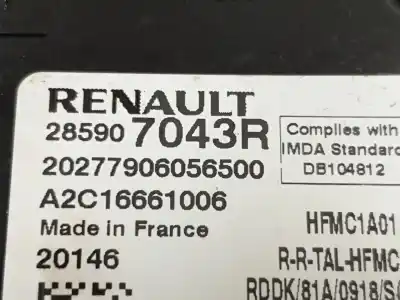 RENAULT
28590 7043R
20277906056500
A2C16661006
Made in France
20146
Complies with
IMDA Standard
DB104812
HFMC1A01
R-R-TAL-HFMC
RDDK/81A/0918/S